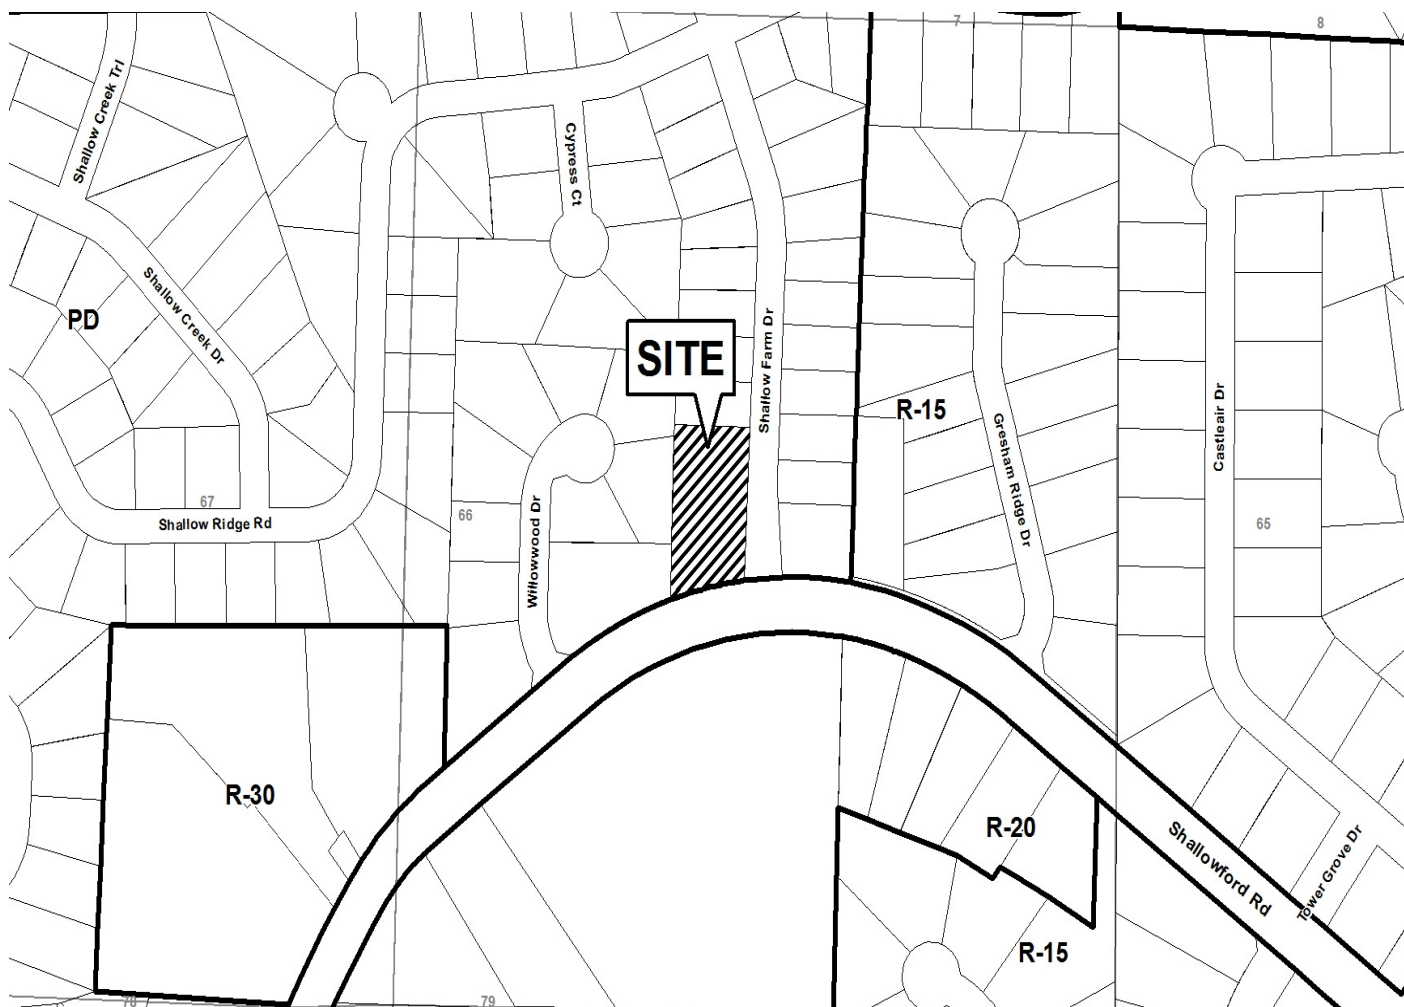 7
8
Shallow Creek Trl
Cypress Ct
Shallow Creek Dr
PD
SITE
Shallow Farm Dr
R-15
Castleair Dr
Gresham Ridge Dr
67
66
65
Shallow Ridge Rd
Willowwood Dr
R-30
R-20
Shallowford Rd
Tower Grove Dr
R-15
78
79